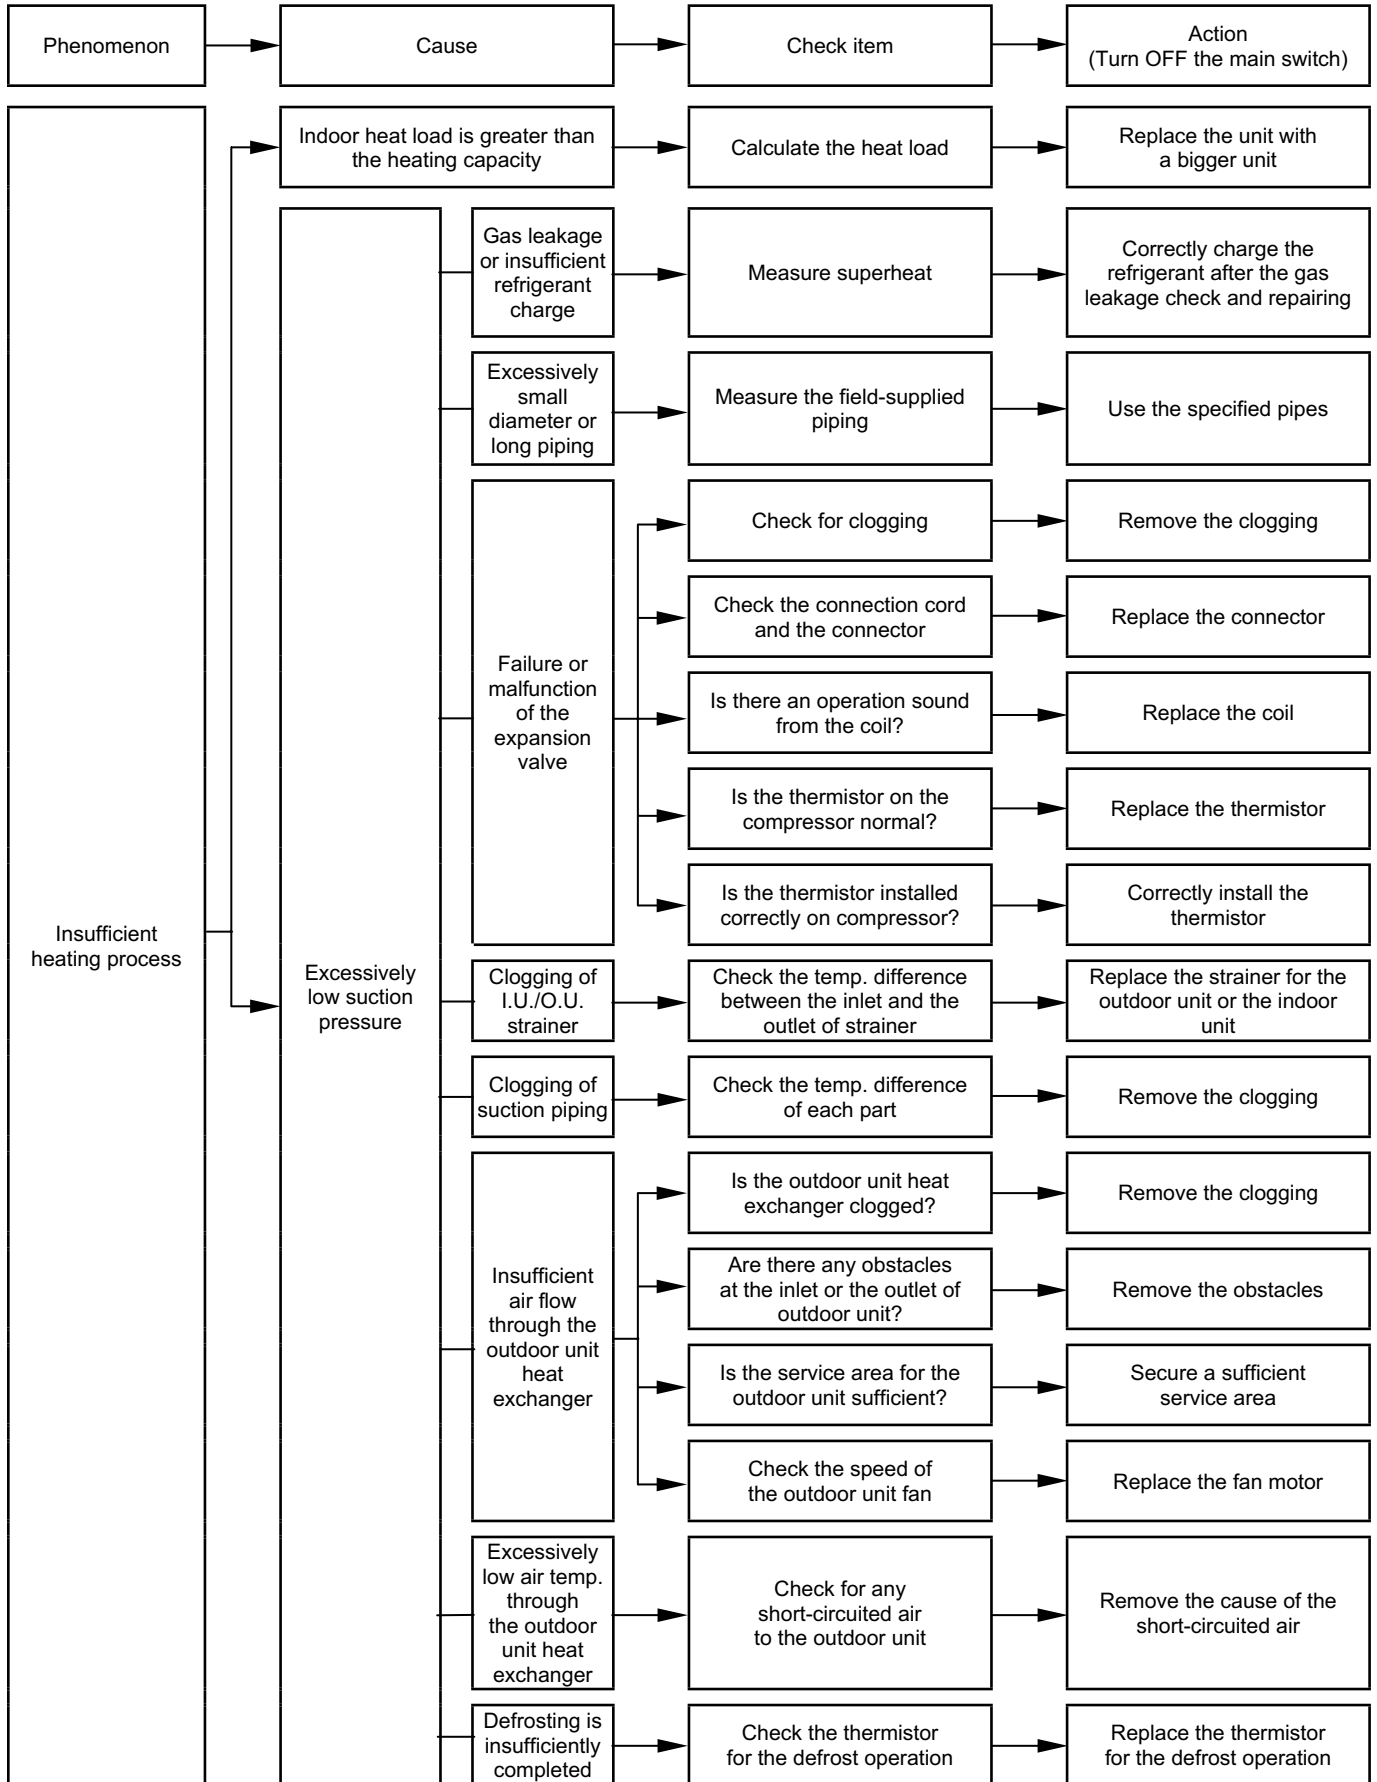 Phenomenon
Cause
Check item
Action
(Turn OFF the main switch)
Insufficient
heating process
Indoor heat load is greater than
the heating capacity
Calculate the heat load
Replace the unit with
a bigger unit
Excessively
low suction
pressure
Gas leakage
or insufficient
refrigerant
charge
Measure superheat
Correctly charge the
refrigerant after the gas
leakage check and repairing
Excessively
small
diameter or
long piping
Measure the field-supplied
piping
Use the specified pipes
Failure or
malfunction
of the
expansion
valve
Check for clogging
Remove the clogging
Check the connection cord
and the connector
Replace the connector
Is there an operation sound
from the coil?
Replace the coil
Is the thermistor on the
compressor normal?
Replace the thermistor
Is the thermistor installed
correctly on compressor?
Correctly install the
thermistor
Clogging of
I.U./O.U.
strainer
Check the temp. difference
between the inlet and the
outlet of strainer
Replace the strainer for the
outdoor unit or the indoor
unit
Clogging of
suction piping
Check the temp. difference
of each part
Remove the clogging
Insufficient
air flow
through the
outdoor unit
heat
exchanger
Is the outdoor unit heat
exchanger clogged?
Remove the clogging
Are there any obstacles
at the inlet or the outlet of
outdoor unit?
Remove the obstacles
Is the service area for the
outdoor unit sufficient?
Secure a sufficient
service area
Check the speed of
the outdoor unit fan
Replace the fan motor
Excessively
low air temp.
through
the outdoor
unit heat
exchanger
Check for any
short-circuited air
to the outdoor unit
Remove the cause of the
short-circuited air
Defrosting is
insufficiently
completed
Check the thermistor
for the defrost operation
Replace the thermistor
for the defrost operation